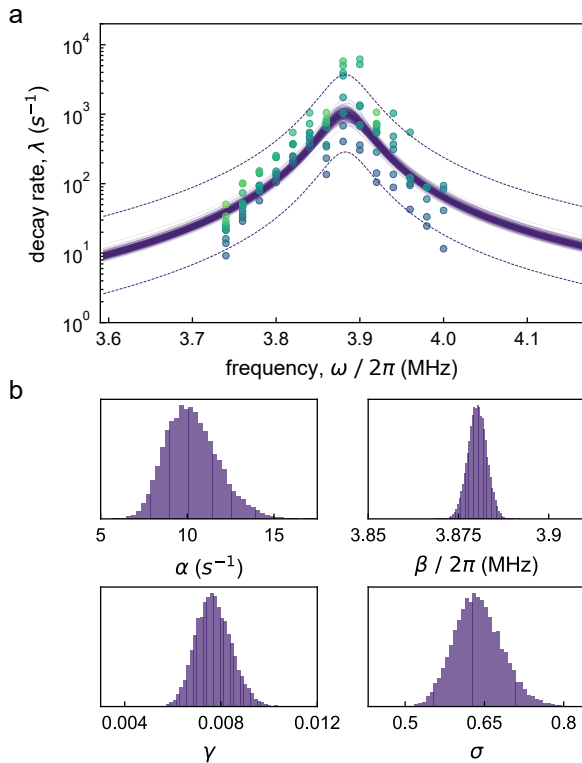 a
decay rate, λ (s⁻¹)
10⁴
10³
10²
10¹
10⁰
3.6 3.7 3.8 3.9 4.0 4.1
frequency, ω / 2π (MHz)
b
5 10 15
α (s⁻¹)
3.85 3.875 3.9
β / 2π (MHz)
0.004 0.008 0.012
γ
0.5 0.65 0.8
σ